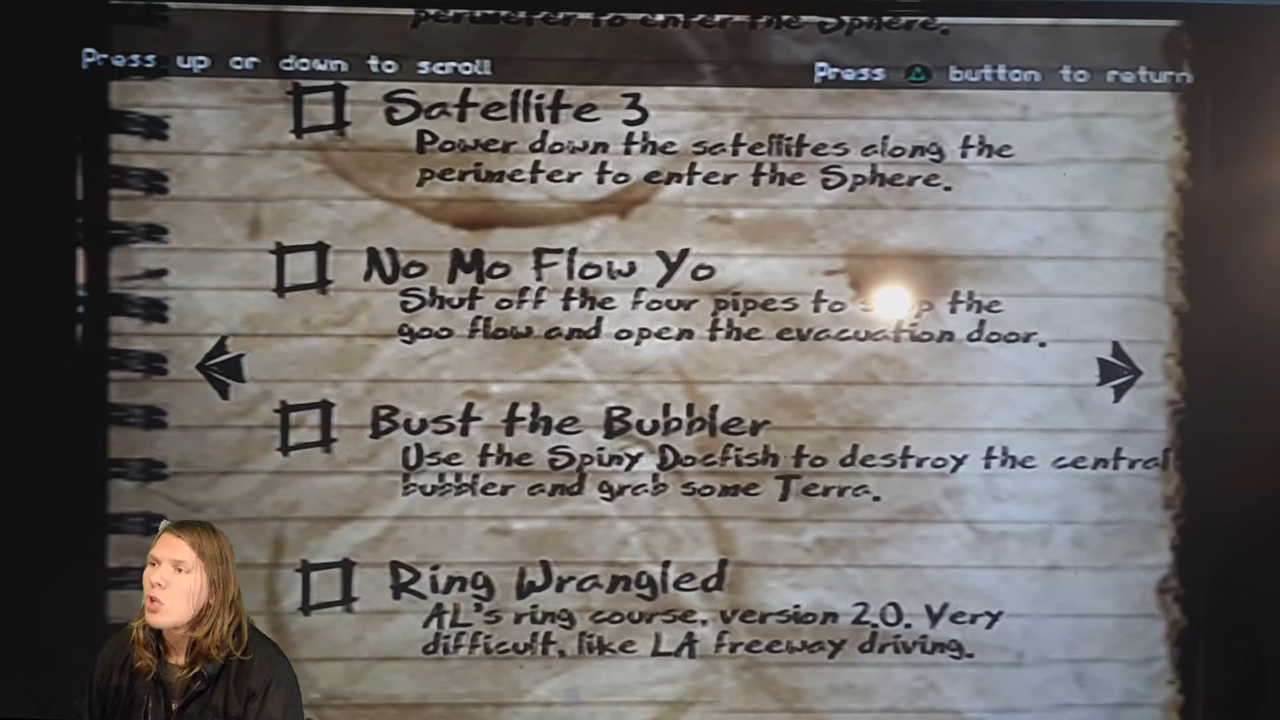 perimeter to enter the Sphere.
Press up or down to scroll
Press button to return
Satellite 3
Power down the satellites along the
perimeter to enter the Sphere.
No Mo Flow Yo
Shut off the four pipes to the
goo flow and open the evacuation door.
Bust the Bubbler
Use the Spiny Docfish to destroy the central
bubbler and grab some Terra.
Ring Wrangled
AL's ring course, version 2.0. Very
difficult, like LA freeway driving.